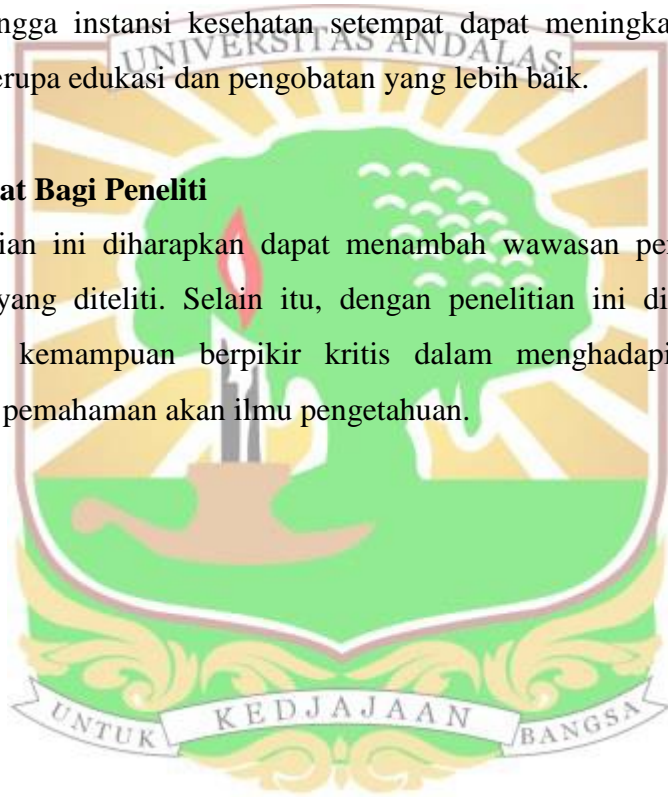 ngga instansi kesehatan setempat dapat meningka
UNIVERSITAS ANDALAS
erupa edukasi dan pengobatan yang lebih baik.
at Bagi Peneliti
ian ini diharapkan dapat menambah wawasan pe
yang diteliti. Selain itu, dengan penelitian ini di
kemampuan berpikir kritis dalam menghadapi
pemahaman akan ilmu pengetahuan.
UNTUK KEDJAJAAN BANGSA